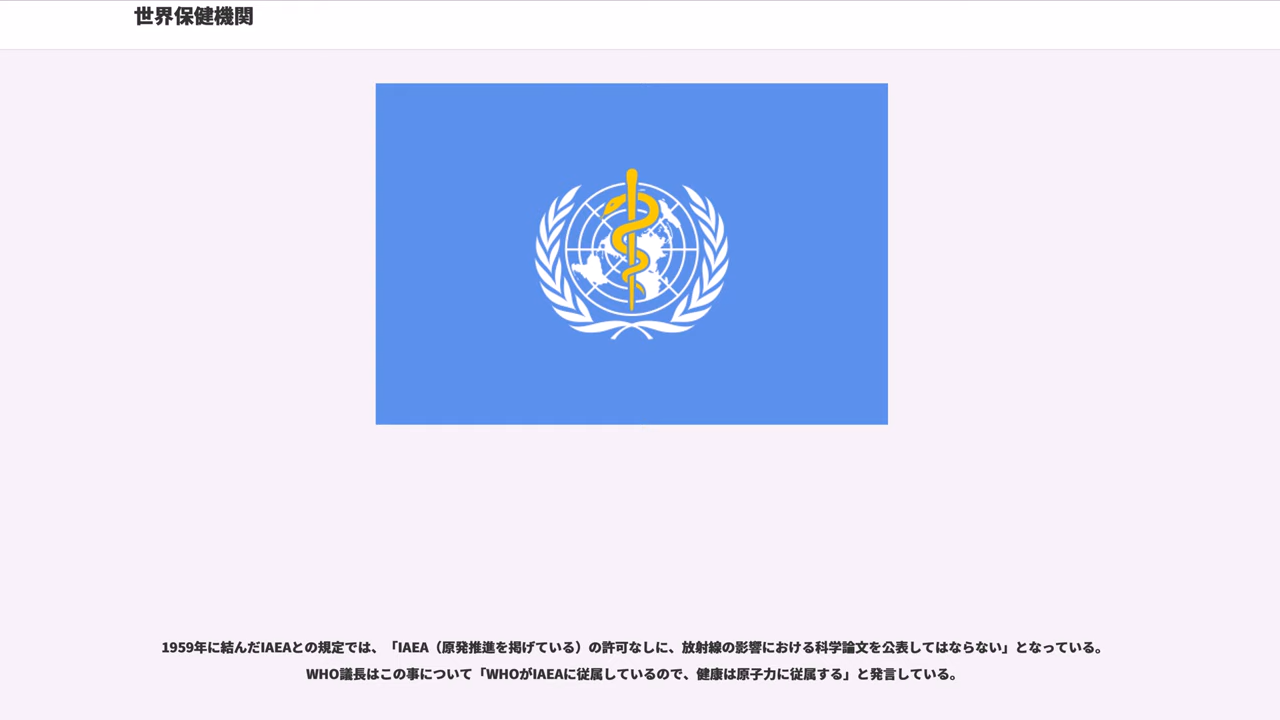 世界保健機関
1959年に結んだIAEAとの規定では、「IAEA（原発推進を掲げている）の許可なしに、放射線の影響における科学論文を公表してはならない」となっている。
WHO議長はこの事について「WHOがIAEAに従属しているので、健康は原子力に従属する」と発言している。